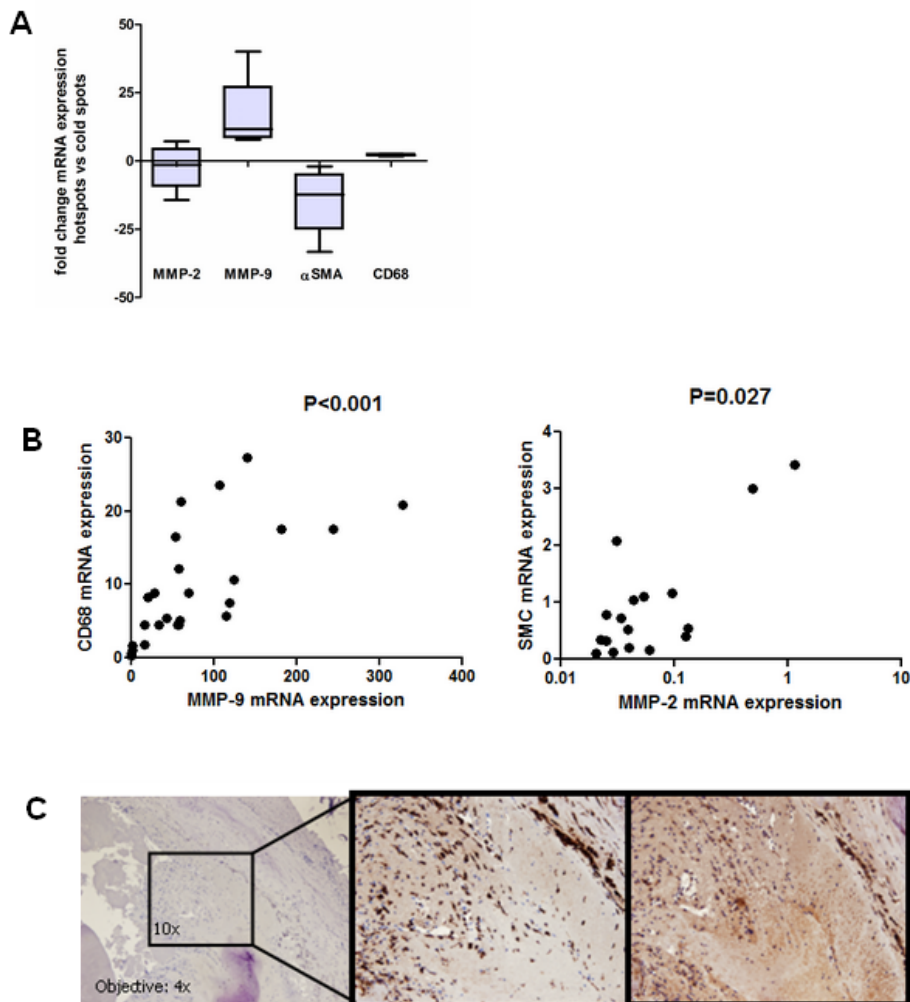 A
fold change mRNA expression
hotspots vs cold spots
50
25
0
-25
-50
MMP-2 MMP-9 αSMA CD68
B
P<0.001
CD68 mRNA expression
30
20
10
0
0 100 200 300 400
MMP-9 mRNA expression
P=0.027
SMC mRNA expression
4
3
2
1
0
0.01 0.1 1 10
MMP-2 mRNA expression
C
10x
Objective: 4x